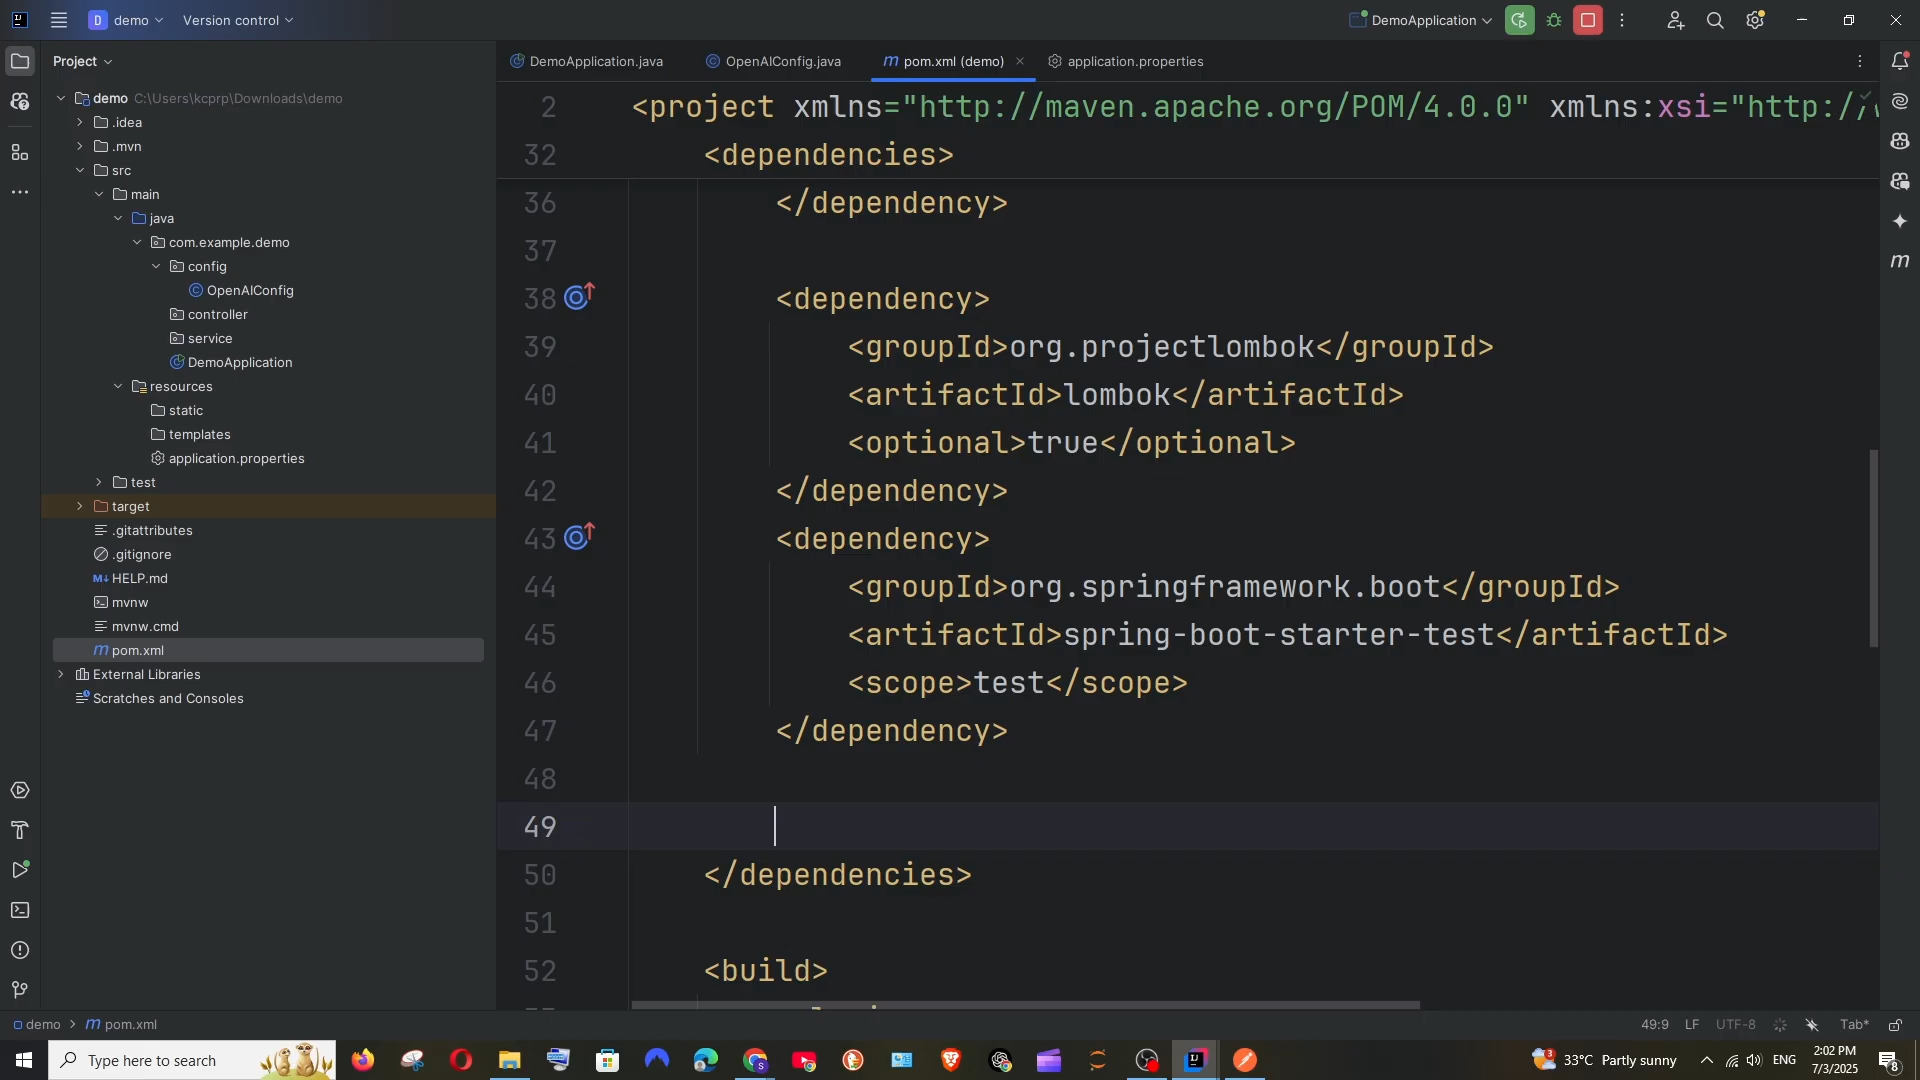 D demo Version control DemoApplication
Project
demo C:\Users\kcprp\Downloads\demo
.idea
.mvn
src
main
java
com.example.demo
config
OpenAIConfig
controller
service
DemoApplication
resources
static
templates
application.properties
test
target
.gitattributes
.gitignore
HELP.md
mvnw
mvnw.cmd
pom.xml
External Libraries
Scratches and Consoles
DemoApplication.java OpenAIConfig.java pom.xml (demo) application.properties
2 <project xmlns="http://maven.apache.org/POM/4.0.0" xmlns:xsi="http://
32 <dependencies>
36 </dependency>
37
38 <dependency>
39 <groupId>org.projectlombok</groupId>
40 <artifactId>lombok</artifactId>
41 <optional>true</optional>
42 </dependency>
43 <dependency>
44 <groupId>org.springframework.boot</groupId>
45 <artifactId>spring-boot-starter-test</artifactId>
46 <scope>test</scope>
47 </dependency>
48
49
50 </dependencies>
51
52 <build>
demo > pom.xml 49:9 LF UTF-8 Tab*
Type here to search 33°C Partly sunny ENG 2:02 PM
7/3/2025